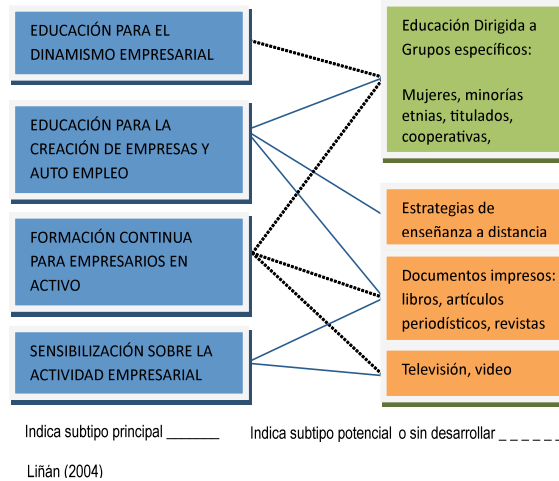 EDUCACIÓN PARA EL
DINAMISMO EMPRESARIAL
EDUCACIÓN PARA LA
CREACIÓN DE EMPRESAS Y
AUTO EMPLEO
FORMACIÓN CONTINUA
PARA EMPRESARIOS EN
ACTIVO
SENSIBILIZACIÓN SOBRE LA
ACTIVIDAD EMPRESARIAL
Educación Dirigida a
Grupos específicos:
Mujeres, minorías
etnias, titulados,
cooperativas,
Estrategias de
enseñanza a distancia
Documentos impresos:
libros, artículos
periodísticos, revistas
Televisión, video
Indica subtipo principal _______
Indica subtipo potencial o sin desarrollar _ _ _ _ _ _
Liñán (2004)